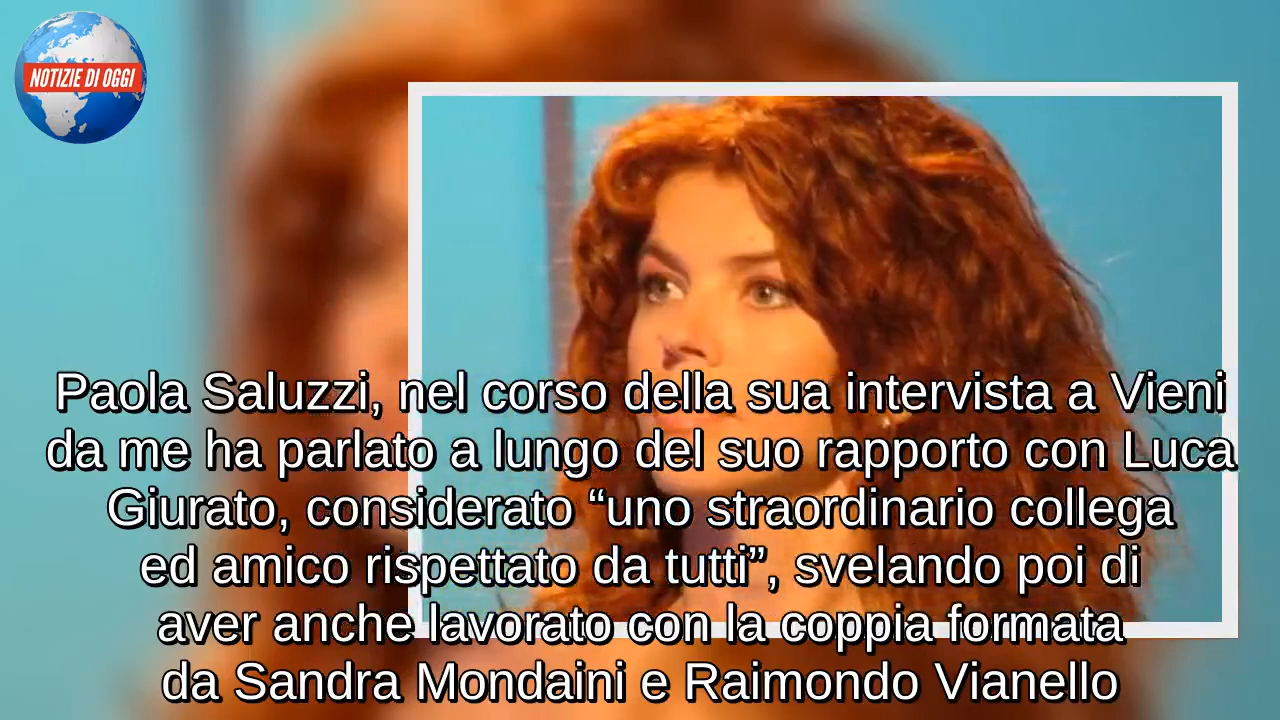 NOTIZIE DI OGGI
Paola Saluzzi, nel corso della sua intervista a Vieni
da me ha parlato a lungo del suo rapporto con Luca
Giurato, considerato “uno straordinario collega
ed amico rispettato da tutti”, svelando poi di
aver anche lavorato con la coppia formata
da Sandra Mondaini e Raimondo Vianello